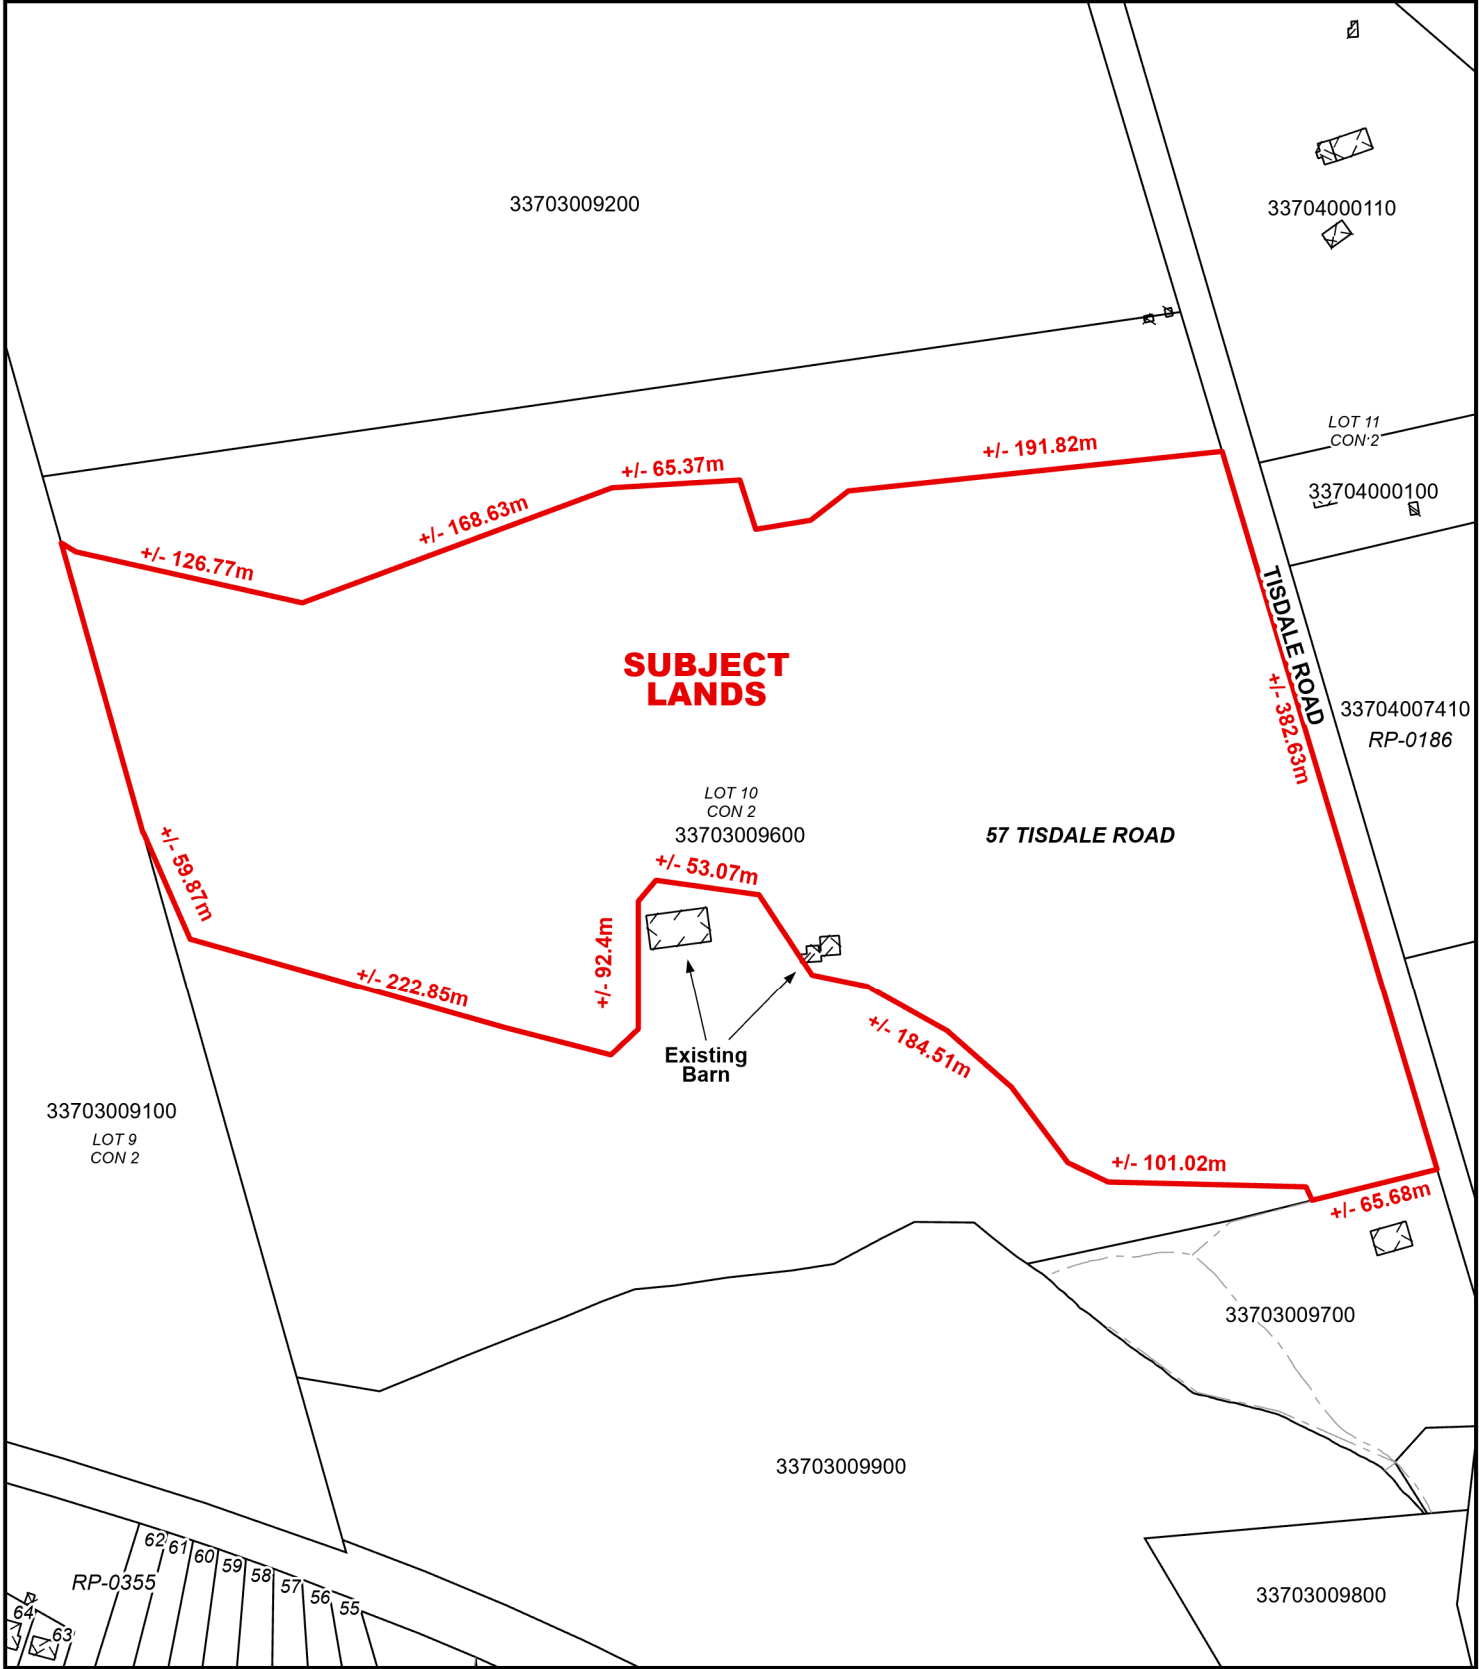 33703009200
33704000110
LOT 11
CON 2
33704000100
+/- 191.82m
+/- 65.37m
+/- 168.63m
+/- 126.77m
TISDALE ROAD
+/- 382.63m
SUBJECT
LANDS
33704007410
RP-0186
LOT 10
CON 2
33703009600
57 TISDALE ROAD
+/- 53.07m
+/- 59.87m
+/- 92.4m
+/- 222.85m
Existing
Barn
+/- 184.51m
33703009100
LOT 9
CON 2
+/- 101.02m
+/- 65.68m
33703009700
33703009900
33703009800
62
61
60
59
58
57
56
55
RP-0355
64
63